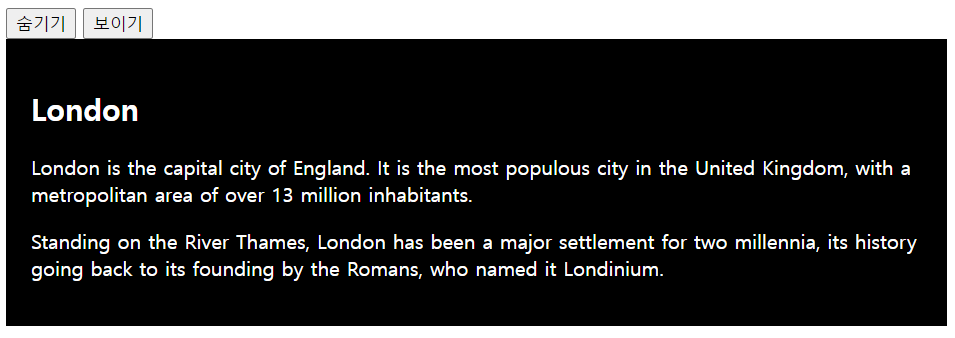 숨기기 보이기
London
London is the capital city of England. It is the most populous city in the United Kingdom, with a
metropolitan area of over 13 million inhabitants.
Standing on the River Thames, London has been a major settlement for two millennia, its history
going back to its founding by the Romans, who named it Londinium.